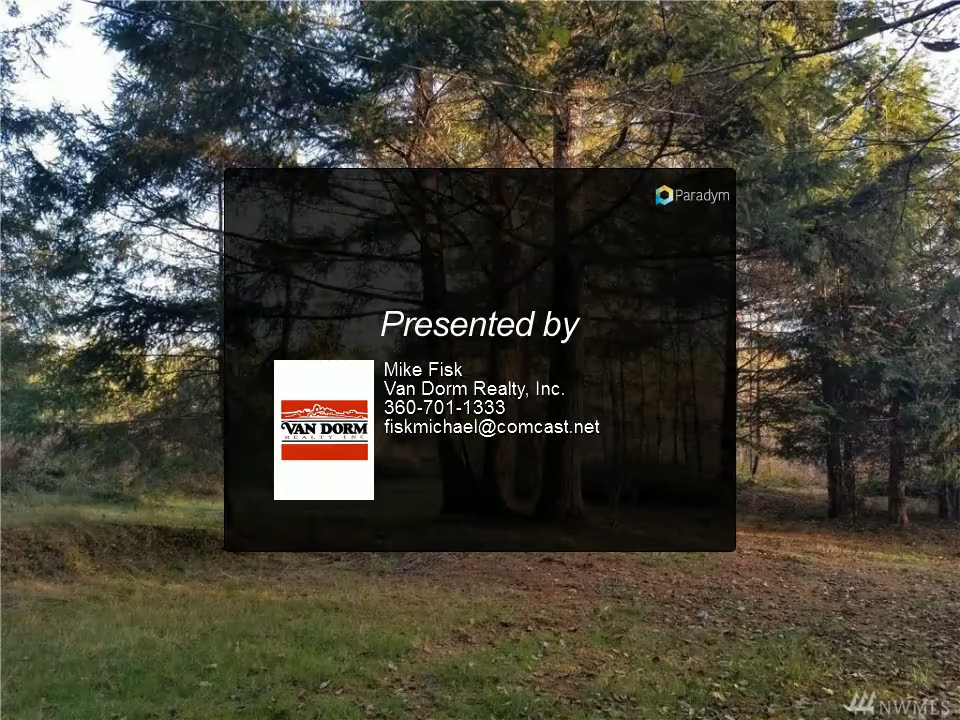 Paradym
Presented by
Mike Fisk
Van Dorm Realty, Inc.
360-701-1333
fiskmichael@comcast.net
VAN DORM
REALTY INC
NWMLS